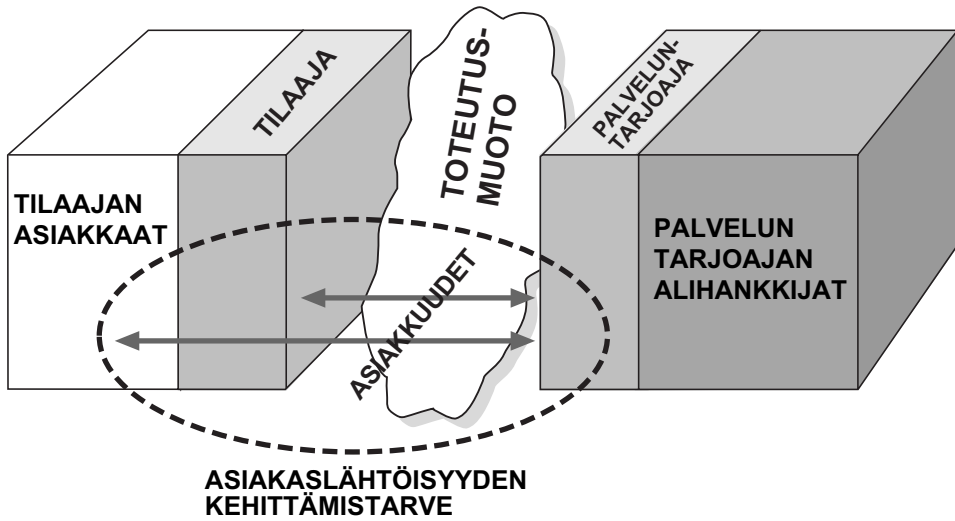 TILAAJA
TOTEUTUS-
MUOTO
PALVELUN-
TARJOAJA
TILAAJAN
ASIAKKAAT
PALVELUN
TARJOAJAN
ALIHANKKIJAT
ASIAKKUUDET
ASIAKASLÄHTÖISYYDEN
KEHITTÄMISTARVE